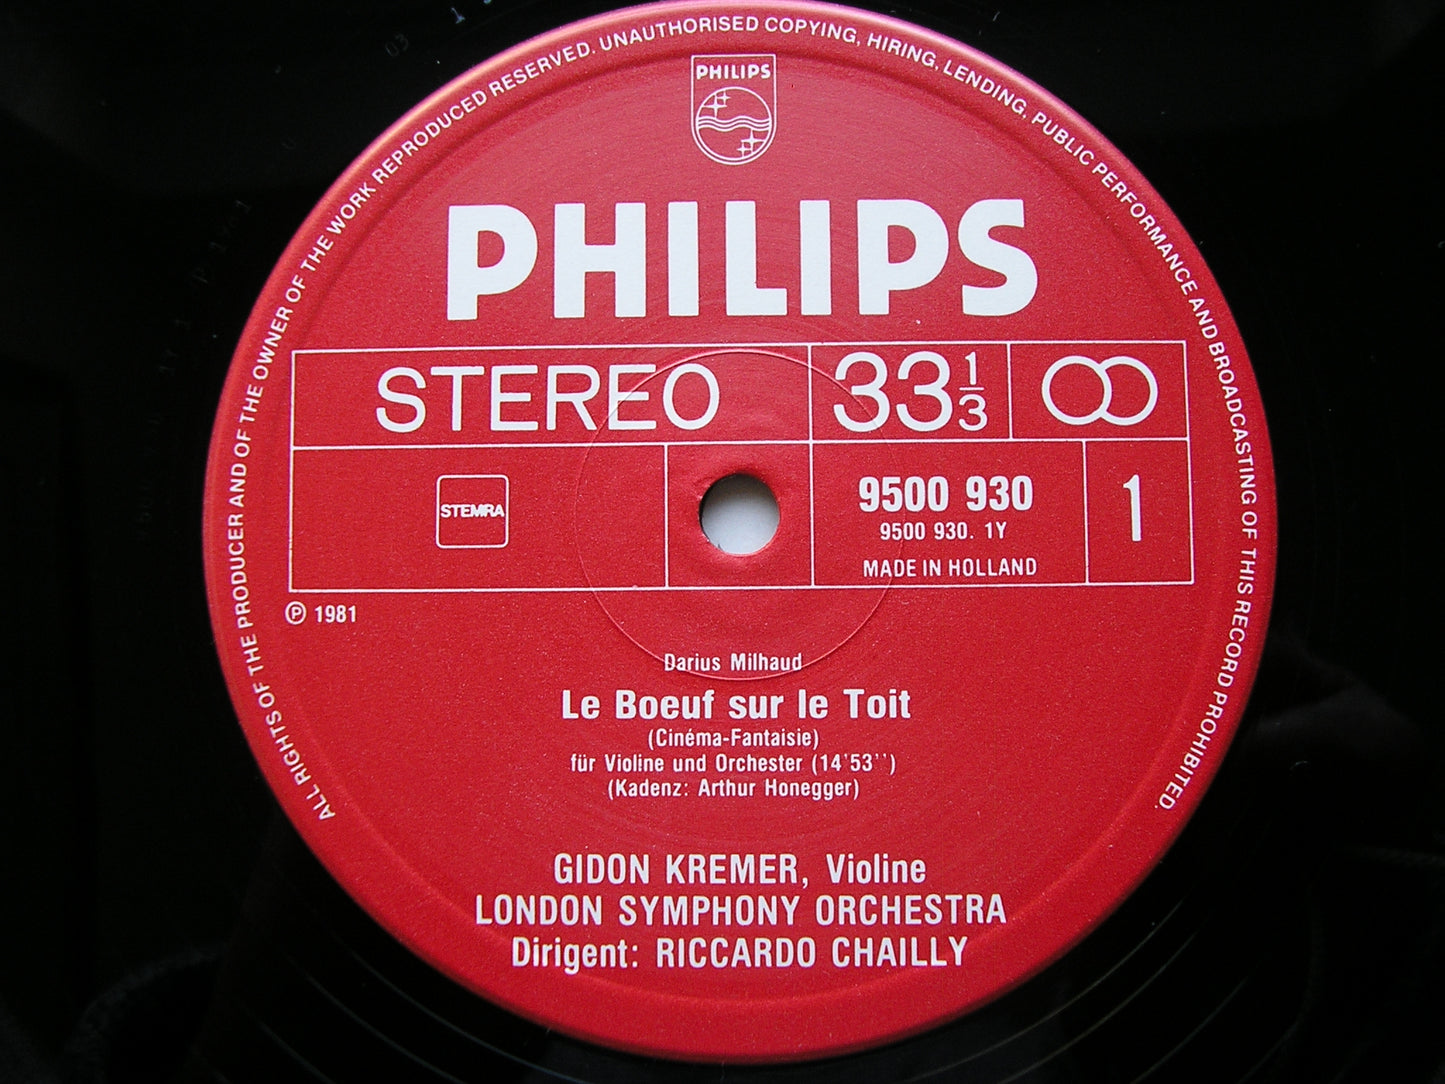 ALL RIGHTS OF THE PRODUCER AND OF THE OWNER OF THE WORK REPRODUCED RESERVED. UNAUTHORISED COPYING, HIRING, LENDING, PUBLIC PERFORMANCE AND BROADCASTING OF THIS RECORD PROHIBITED.
PHILIPS
PHILIPS
STEREO 33 1/3
STEMRA
9500 930 1
9500 930. 1Y
MADE IN HOLLAND
℗ 1981
Darius Milhaud
Le Boeuf sur le Toit
(Cinéma-Fantaisie)
für Violine und Orchester (14'53'')
(Kadenz: Arthur Honegger)
GIDON KREMER, Violine
LONDON SYMPHONY ORCHESTRA
Dirigent: RICCARDO CHAILLY